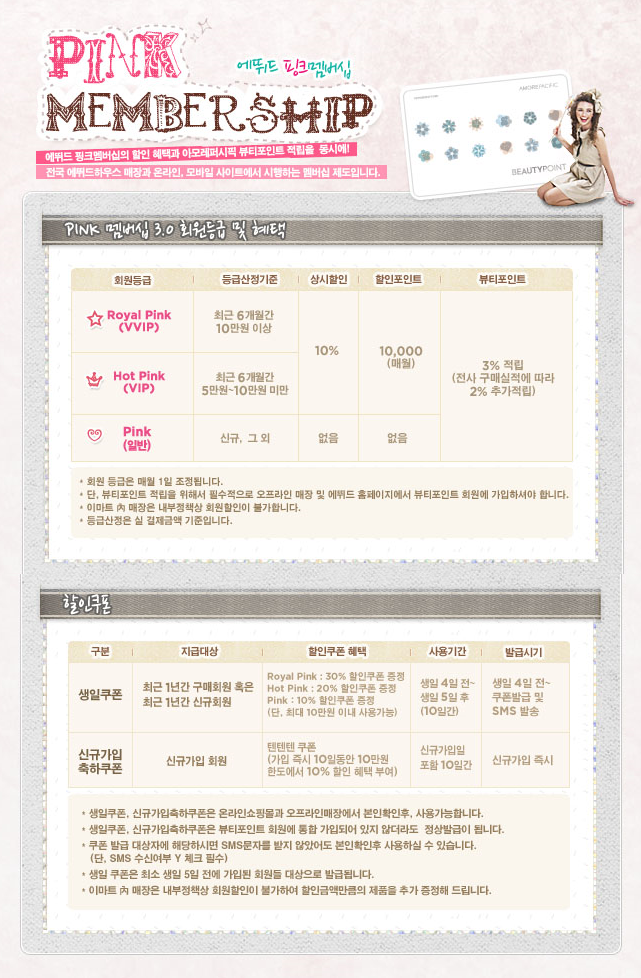 PINK
에뛰드 핑크멤버십
MEMBERSHIP
에뛰드 핑크멤버십의 할인 혜택과 아모레퍼시픽 뷰티포인트 적립을 동시에!
전국 에뛰드하우스 매장과 온라인, 모바일 사이트에서 시행하는 멤버십 제도입니다.
AMOREPACIFIC
BEAUTYPOINT
PINK 멤버십 3.0 회원등급 및 혜택
회원등급 등급산정기준 상시할인 할인포인트 뷰티포인트
Royal Pink
(VVIP)
최근 6개월간
10만원 이상
Hot Pink
(VIP)
최근 6개월간
5만원~10만원 미만
10%
10,000
(매월)
3% 적립
(전사 구매실적에 따라
2% 추가적립)
Pink
(일반)
신규, 그 외 없음 없음
* 회원 등급은 매월 1일 조정됩니다.
* 단, 뷰티포인트 적립을 위해서 필수적으로 오프라인 매장 및 에뛰드 홈페이지에서 뷰티포인트 회원에 가입하셔야 합니다.
* 이마트 內 매장은 내부정책상 회원할인이 불가합니다.
* 등급산정은 실 결제금액 기준입니다.
할인쿠폰
구분 지급대상 할인쿠폰 혜택 사용기간 발급시기
생일쿠폰
최근 1년간 구매회원 혹은
최근 1년간 신규회원
Royal Pink : 30% 할인쿠폰 증정
Hot Pink : 20% 할인쿠폰 증정
Pink : 10% 할인쿠폰 증정
(단, 최대 10만원 이내 사용가능)
생일 4일 전~
생일 5일 후
(10일간)
생일 4일 전~
쿠폰발급 및
SMS 발송
신규가입
축하쿠폰
신규가입 회원
텐텐텐 쿠폰
(가입 즉시 10일동안 10만원
한도에서 10% 할인 혜택 부여)
신규가입일
포함 10일간
신규가입 즉시
* 생일쿠폰, 신규가입축하쿠폰은 온라인쇼핑몰과 오프라인매장에서 본인확인후, 사용가능합니다.
* 생일쿠폰, 신규가입축하쿠폰은 뷰티포인트 회원에 통합 가입되어 있지 않더라도 정상발급이 됩니다.
* 쿠폰 발급 대상자에 해당하시면 SMS문자를 받지 않았어도 본인확인후 사용하실 수 있습니다.
(단, SMS 수신여부 Y 체크 필수)
* 생일 쿠폰은 최소 생일 5일 전에 가입된 회원들 대상으로 발급됩니다.
* 이마트 內 매장은 내부정책상 회원할인이 불가하여 할인금액만큼의 제품을 추가 증정해 드립니다.